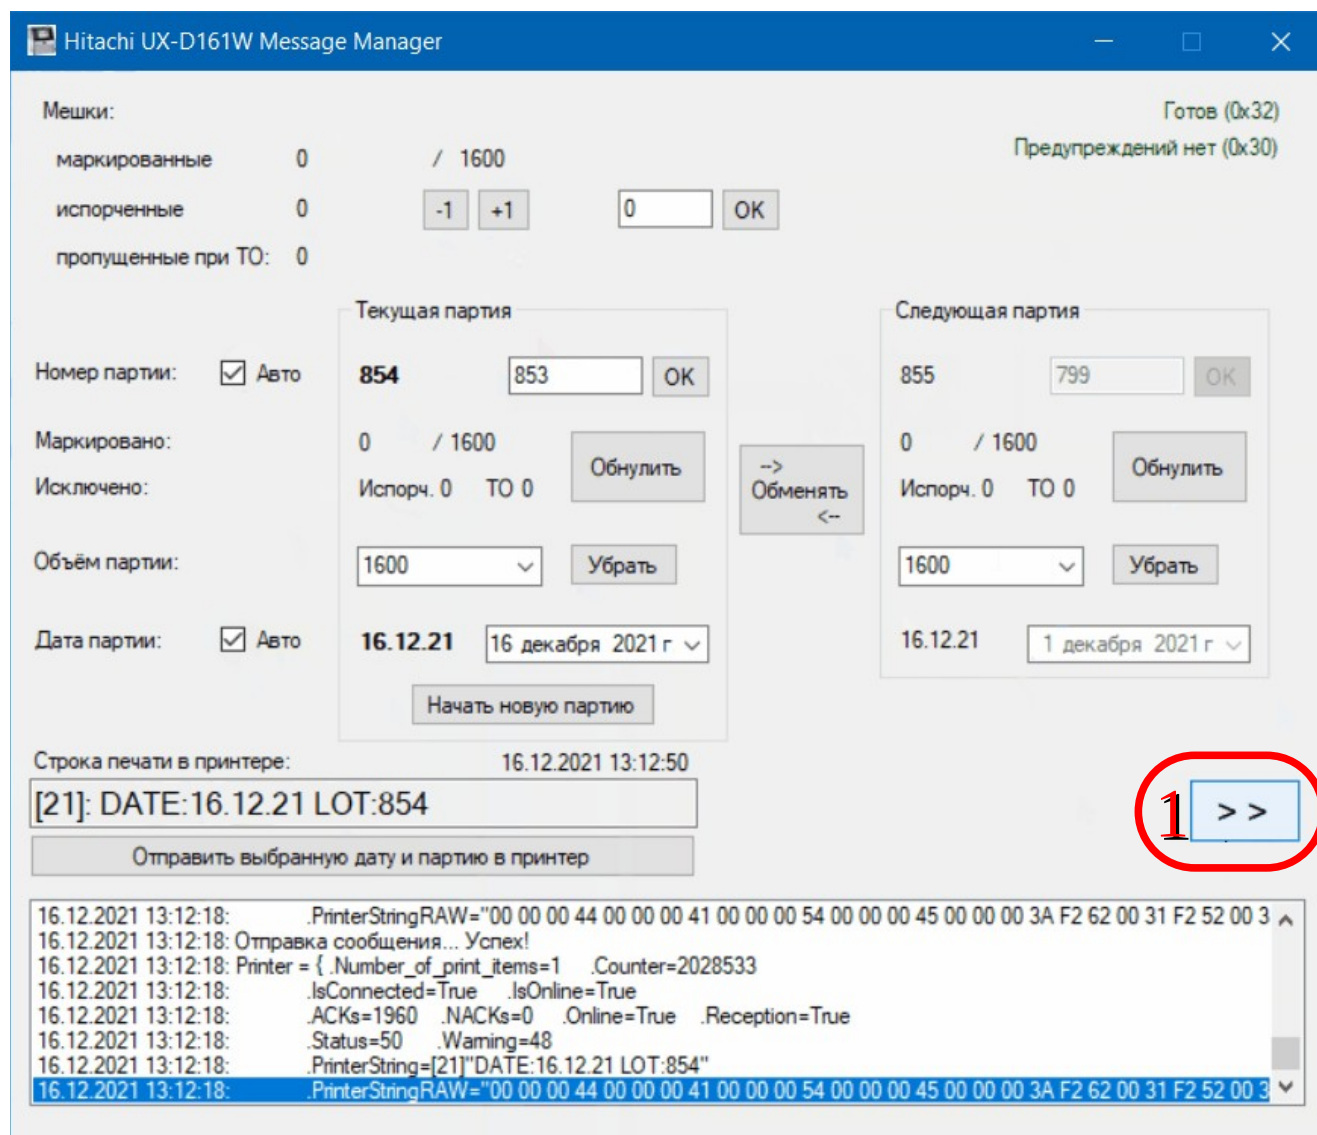 Hitachi UX-D161W Message Manager
Мешки:
Готов (0x32)
Предупреждений нет (0x30)
маркированные 0 / 1600
испорченные 0 -1 +1 0 OK
пропущенные при ТО: 0
Текущая партия
Следующая партия
Номер партии: Авто 854 853 OK 855 799 OK
Маркировано: 0 / 1600 Обнулить 0 / 1600 Обнулить
-->
Обменять
<--
Исключено: Испорч. 0 ТО 0 Испорч. 0 ТО 0
Объём партии: 1600 Убрать 1600 Убрать
Дата партии: Авто 16.12.21 16 декабря 2021 г 16.12.21 1 декабря 2021 г
Начать новую партию
Строка печати в принтере: 16.12.2021 13:12:50
[21]: DATE:16.12.21 LOT:854
1 > >
Отправить выбранную дату и партию в принтер
16.12.2021 13:12:18: .PrinterStringRAW="00 00 00 44 00 00 00 41 00 00 00 54 00 00 00 45 00 00 00 3A F2 62 00 31 F2 52 00 3
16.12.2021 13:12:18: Отправка сообщения... Успех!
16.12.2021 13:12:18: Printer = { .Number_of_print_items=1 .Counter=2028533
16.12.2021 13:12:18: .IsConnected=True .IsOnline=True
16.12.2021 13:12:18: .ACKs=1960 .NACKs=0 .Online=True .Reception=True
16.12.2021 13:12:18: .Status=50 .Warning=48
16.12.2021 13:12:18: .PrinterString=[21]"DATE:16.12.21 LOT:854"
16.12.2021 13:12:18: .PrinterStringRAW="00 00 00 44 00 00 00 41 00 00 00 54 00 00 00 45 00 00 00 3A F2 62 00 31 F2 52 00 3